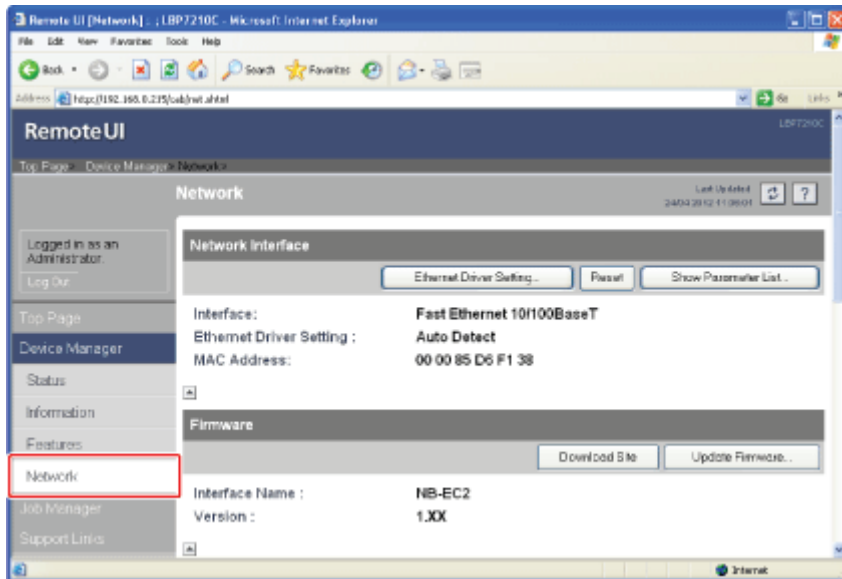 Remote UI [Network] : ; LBP7210C - Microsoft Internet Explorer
File Edit View Favorites Tools Help
Back Search Favorites
Address http://192.168.0.215/cab/net.shtml Go Links
Remote UI LBP7210C
Top Page > Device Manager > Network >
Network Last Updated
24/04/2012 11:06:01 ?
Logged in as an
Administrator.
Log Out
Network Interface
Ethernet Driver Setting... Reset Show Parameter List...
Interface: Fast Ethernet 10/100BaseT
Ethernet Driver Setting : Auto Detect
MAC Address: 00 00 85 D6 F1 38
Top Page
Device Manager
Status
Information
Features
Network
Job Manager
Support Links
Firmware
Download Site Update Firmware...
Interface Name : NB-EC2
Version : 1.XX
Internet